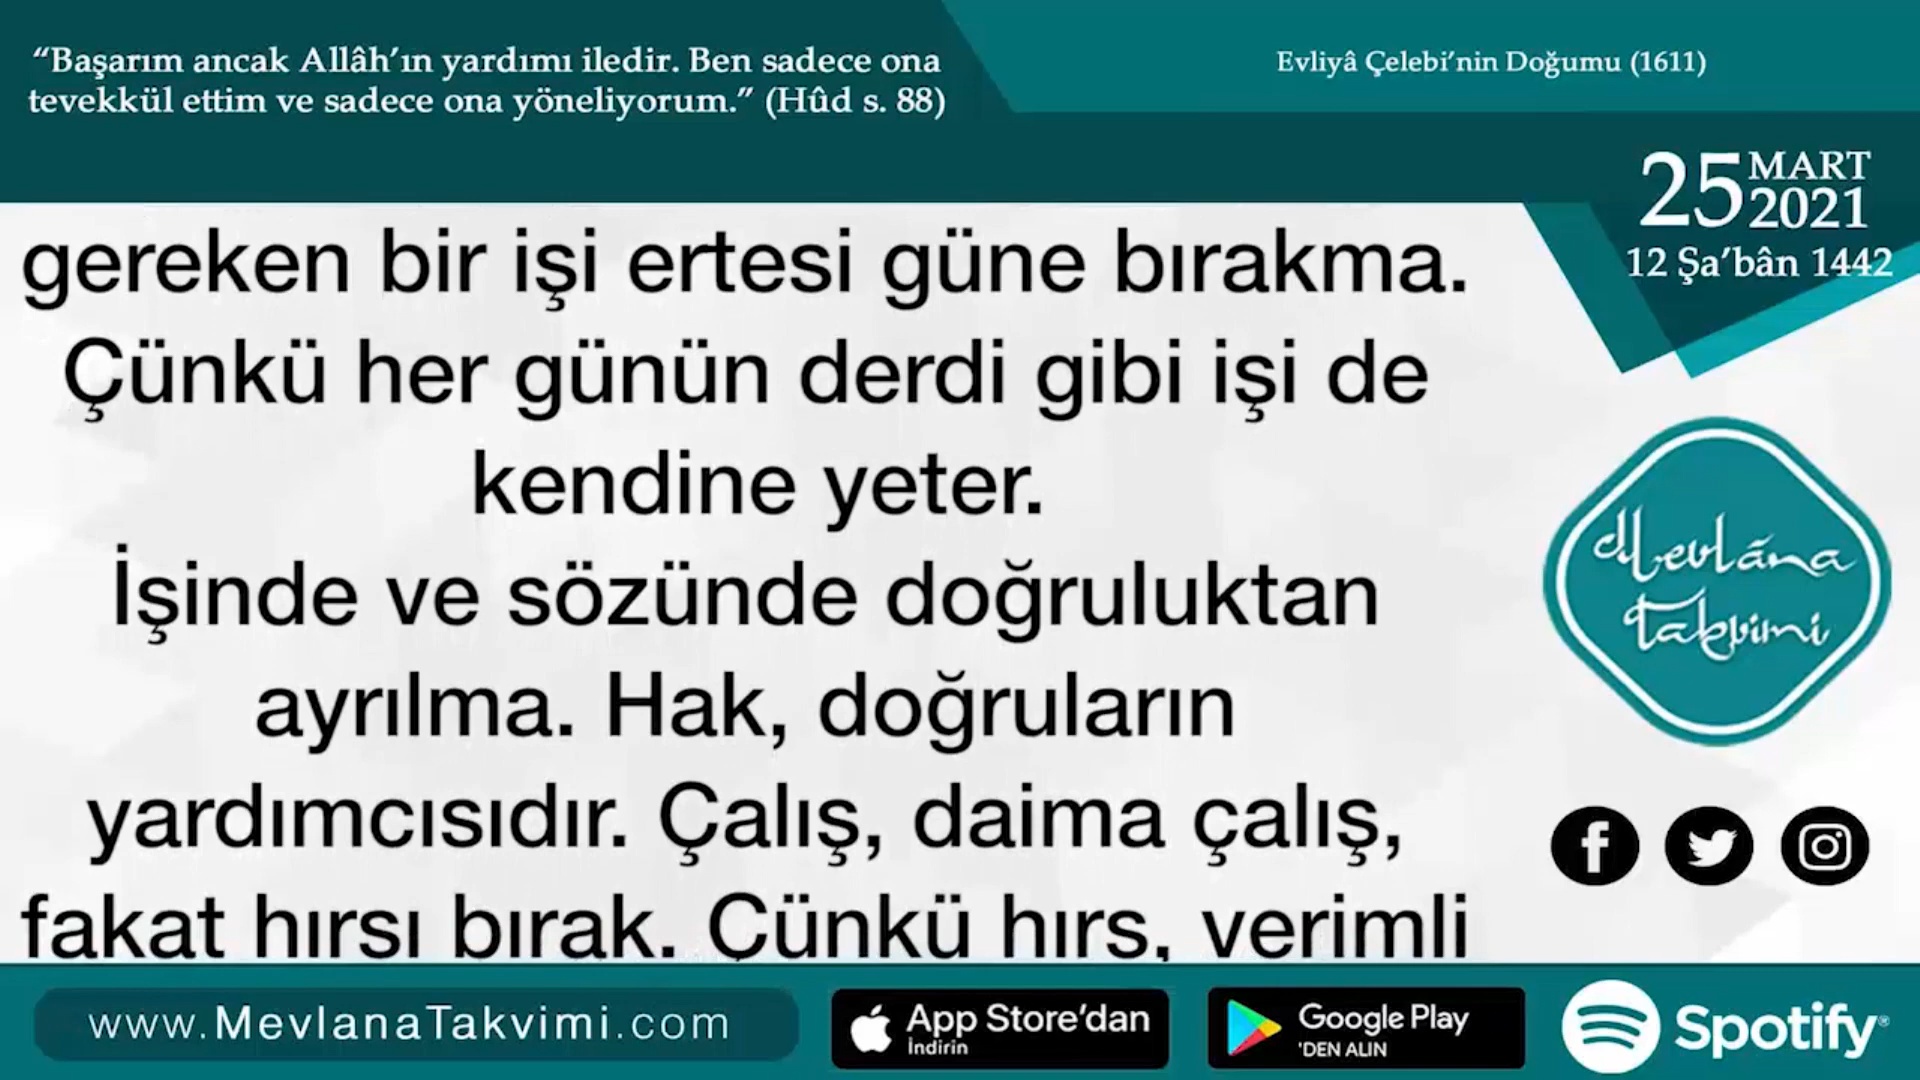 “Başarım ancak Allâh’ın yardımı iledir. Ben sadece ona
tevekkül ettim ve sadece ona yöneliyorum.” (Hûd s. 88)
Evliyâ Çelebi’nin Doğumu (1611)
25 MART
2021
12 Şa’bân 1442
gereken bir işi ertesi güne bırakma.
Çünkü her günün derdi gibi işi de
kendine yeter.
İşinde ve sözünde doğruluktan
ayrılma. Hak, doğruların
yardımcısıdır. Çalış, daima çalış,
fakat hırsı bırak. Çünkü hırs, verimli
Mevlâna
Takvimi
www.MevlanaTakvimi.com
App Store’dan
İndirin
Google Play
'DEN ALIN
Spotify®